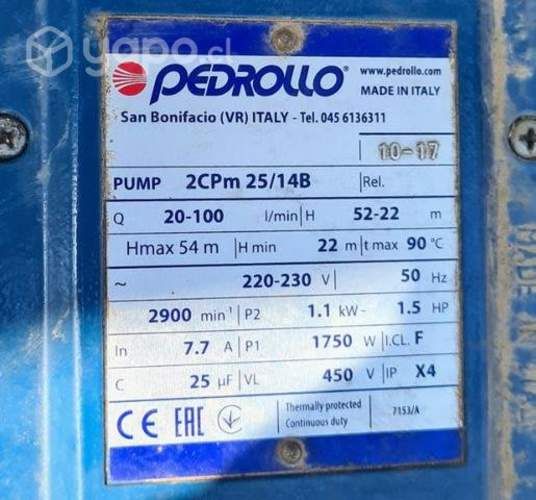 yapo.cl
PEDROLLO® www.pedrollo.com
MADE IN ITALY
San Bonifacio (VR) ITALY - Tel. 045 6136311
10-17
PUMP 2CPm 25/14B Rel.
Q 20-100 l/min H 52-22 m
Hmax 54 m H min 22 m t max 90 °C
~ 220-230 V 50 Hz
2900 min⁻¹ P2 1.1 kW- 1.5 HP
In 7.7 A P1 1750 W I.CL. F
C 25 µF VL 450 V IP X4
CE EAC Thermally protected
Continuous duty 7153/A
MADE IN